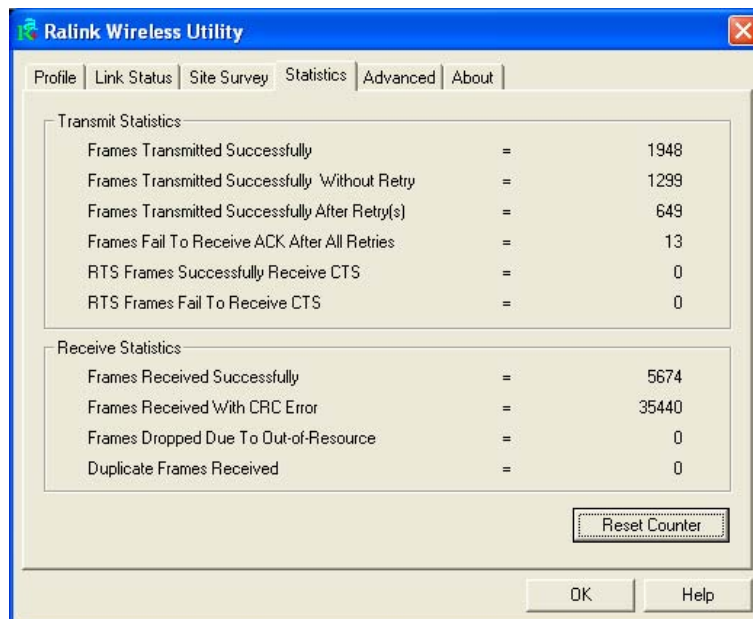 Ralink Wireless Utility
Profile Link Status Site Survey Statistics Advanced About
Transmit Statistics
Frames Transmitted Successfully = 1948
Frames Transmitted Successfully Without Retry = 1299
Frames Transmitted Successfully After Retry(s) = 649
Frames Fail To Receive ACK After All Retries = 13
RTS Frames Successfully Receive CTS = 0
RTS Frames Fail To Receive CTS = 0
Receive Statistics
Frames Received Successfully = 5674
Frames Received With CRC Error = 35440
Frames Dropped Due To Out-of-Resource = 0
Duplicate Frames Received = 0
Reset Counter
OK Help